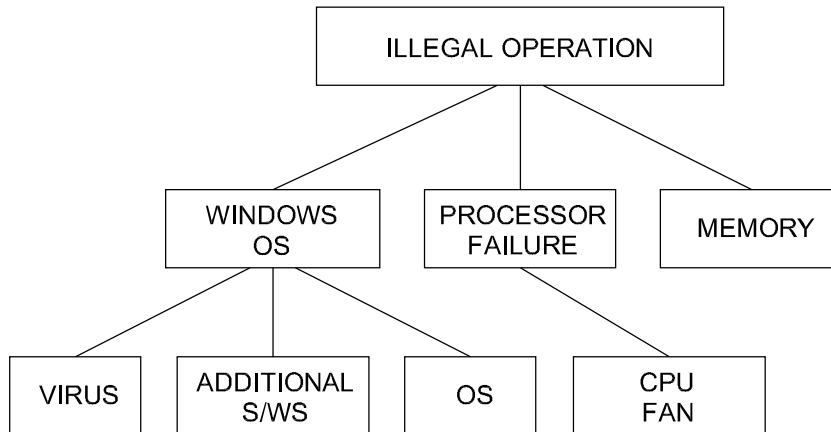 ILLEGAL OPERATION
WINDOWS
OS
PROCESSOR
FAILURE
MEMORY
VIRUS
ADDITIONAL
S/WS
OS
CPU
FAN